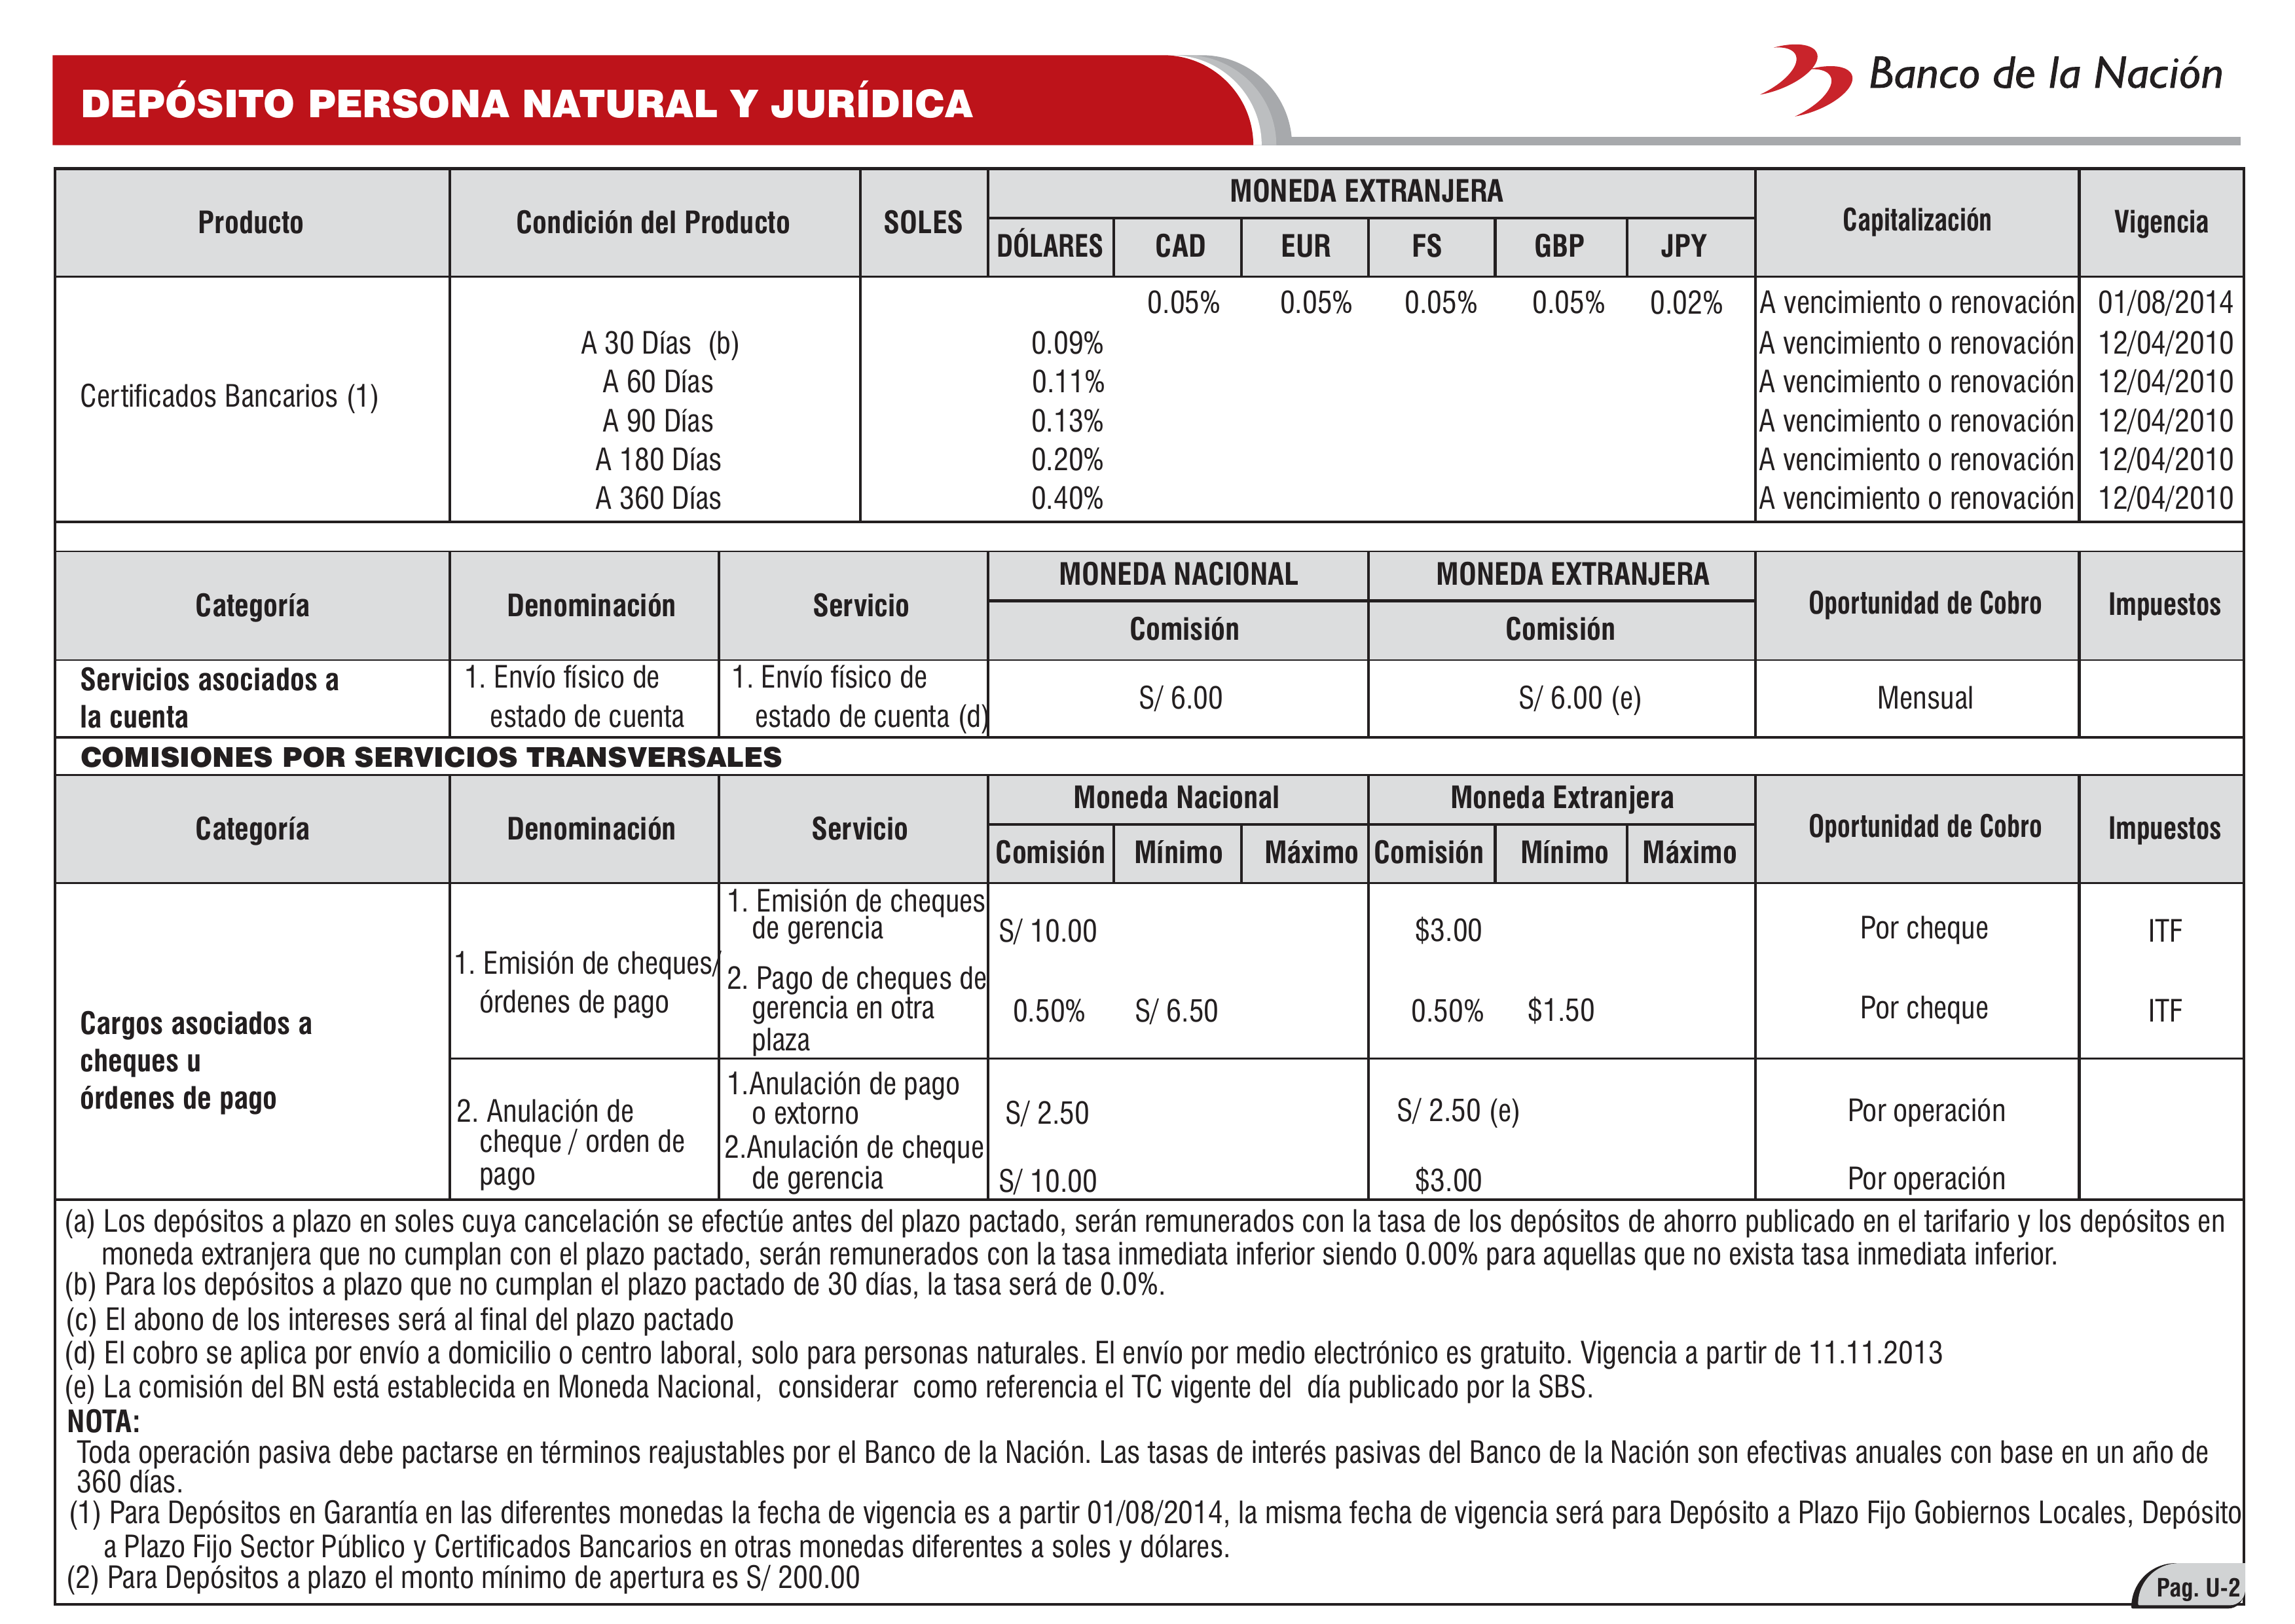 DEPÓSITO PERSONA NATURAL Y JURÍDICA
Banco de la Nación
Producto Condición del Producto SOLES MONEDA EXTRANJERA Capitalización Vigencia
DÓLARES CAD EUR FS GBP JPY
0.05% 0.05% 0.05% 0.05% 0.02% A vencimiento o renovación 01/08/2014
A 30 Días (b) 0.09% A vencimiento o renovación 12/04/2010
A 60 Días 0.11% A vencimiento o renovación 12/04/2010
Certificados Bancarios (1)
A 90 Días 0.13% A vencimiento o renovación 12/04/2010
A 180 Días 0.20% A vencimiento o renovación 12/04/2010
A 360 Días 0.40% A vencimiento o renovación 12/04/2010
Categoría Denominación Servicio MONEDA NACIONAL MONEDA EXTRANJERA Oportunidad de Cobro Impuestos
Comisión Comisión
Servicios asociados a
la cuenta
1. Envío físico de
estado de cuenta
1. Envío físico de
estado de cuenta (d)
S/ 6.00 S/ 6.00 (e) Mensual
COMISIONES POR SERVICIOS TRANSVERSALES
Categoría Denominación Servicio Moneda Nacional Moneda Extranjera Oportunidad de Cobro Impuestos
Comisión Mínimo Máximo Comisión Mínimo Máximo
Cargos asociados a
cheques u
órdenes de pago
1. Emisión de cheques/
órdenes de pago
1. Emisión de cheques
de gerencia
S/ 10.00 $3.00 Por cheque ITF
2. Pago de cheques de
gerencia en otra
plaza
0.50% S/ 6.50 0.50% $1.50 Por cheque ITF
2. Anulación de
cheque / orden de
pago
1.Anulación de pago
o extorno
S/ 2.50 S/ 2.50 (e) Por operación
2.Anulación de cheque
de gerencia
S/ 10.00 $3.00 Por operación
(a) Los depósitos a plazo en soles cuya cancelación se efectúe antes del plazo pactado, serán remunerados con la tasa de los depósitos de ahorro publicado en el tarifario y los depósitos en
moneda extranjera que no cumplan con el plazo pactado, serán remunerados con la tasa inmediata inferior siendo 0.00% para aquellas que no exista tasa inmediata inferior.
(b) Para los depósitos a plazo que no cumplan el plazo pactado de 30 días, la tasa será de 0.0%.
(c) El abono de los intereses será al final del plazo pactado
(d) El cobro se aplica por envío a domicilio o centro laboral, solo para personas naturales. El envío por medio electrónico es gratuito. Vigencia a partir de 11.11.2013
(e) La comisión del BN está establecida en Moneda Nacional, considerar como referencia el TC vigente del día publicado por la SBS.
NOTA:
Toda operación pasiva debe pactarse en términos reajustables por el Banco de la Nación. Las tasas de interés pasivas del Banco de la Nación son efectivas anuales con base en un año de
360 días.
(1) Para Depósitos en Garantía en las diferentes monedas la fecha de vigencia es a partir 01/08/2014, la misma fecha de vigencia será para Depósito a Plazo Fijo Gobiernos Locales, Depósito
a Plazo Fijo Sector Público y Certificados Bancarios en otras monedas diferentes a soles y dólares.
(2) Para Depósitos a plazo el monto mínimo de apertura es S/ 200.00
Pag. U-2